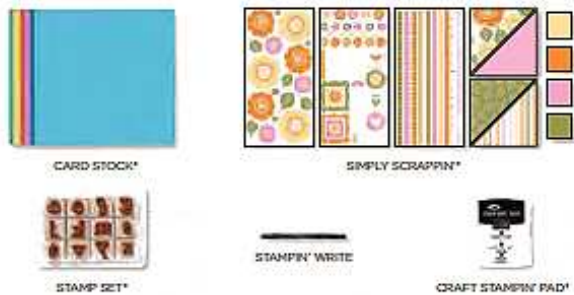 CARD STOCK*
SIMPLY SCRAPPIN'*
STAMP SET*
STAMPIN' WRITE
CRAFT STAMPIN' PAD*